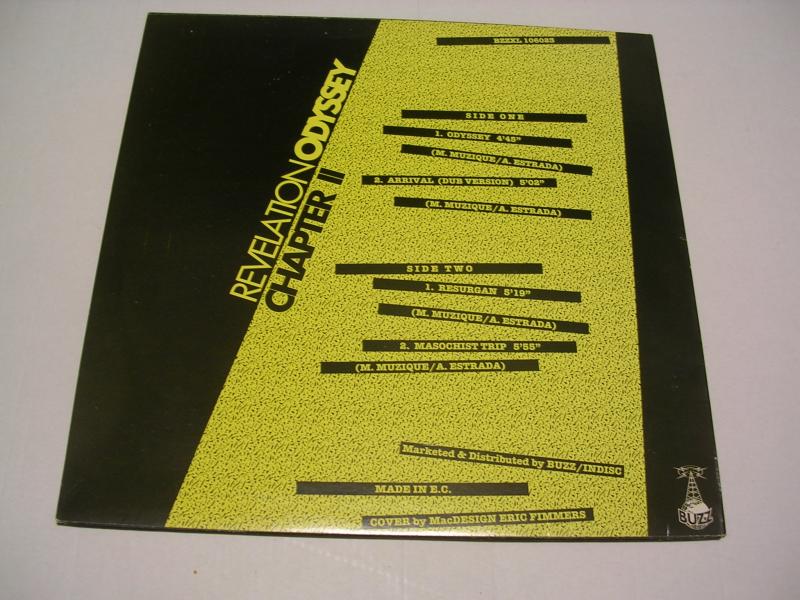 BZZXL 106023
REVELATION ODYSSEY
CHAPTER II
SIDE ONE
1. ODYSSEY 4'45"
(M. MUZIQUE/A. ESTRADA)
2. ARRIVAL (DUB VERSION) 5'02"
(M. MUZIQUE/A. ESTRADA)
SIDE TWO
1. RESURGAN 5'19"
(M. MUZIQUE/A. ESTRADA)
2. MASOCHIST TRIP 5'55"
(M. MUZIQUE/A. ESTRADA)
Marketed & Distributed by BUZZ/INDISC
MADE IN E.C.
COVER by MacDESIGN ERIC FIMMERS
BUZZ